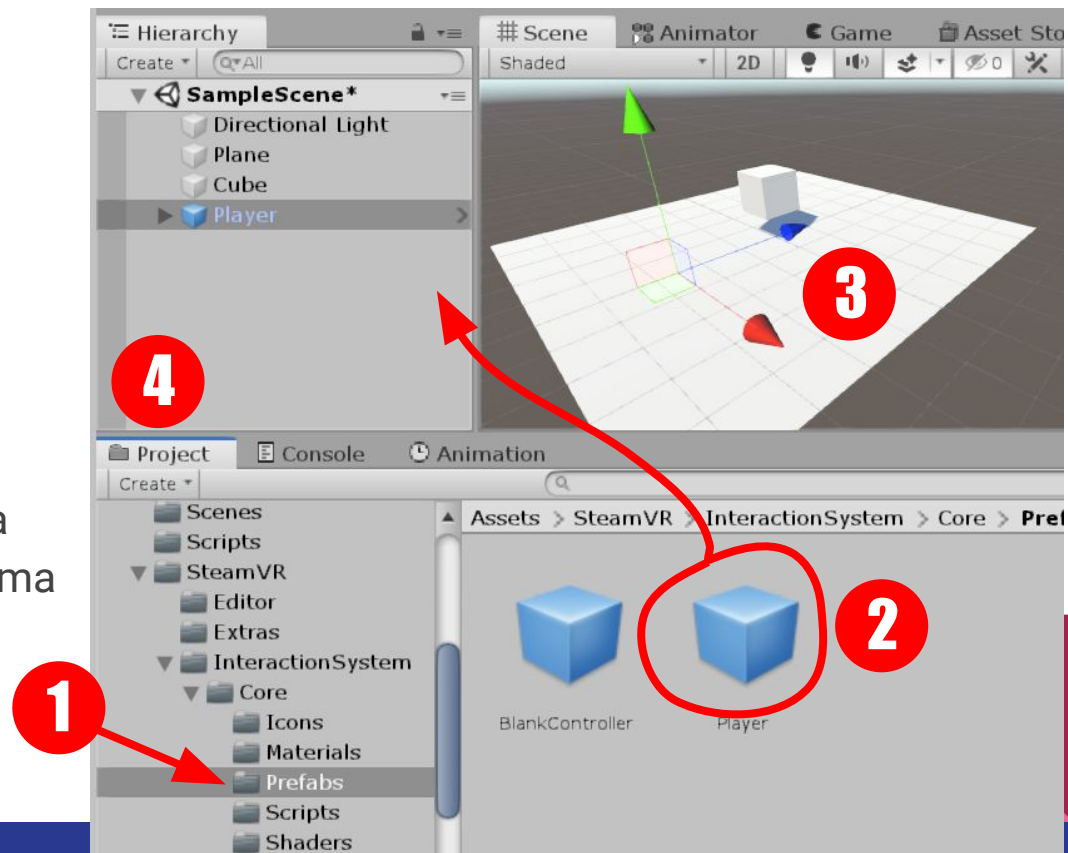 Hierarchy
Create
All
SampleScene*
Directional Light
Plane
Cube
Player
4
Scene
Animator
Game
Asset Sto
Shaded
2D
0
3
Project
Console
Animation
Create
Scenes
Scripts
SteamVR
Editor
Extras
InteractionSystem
Core
Icons
Materials
Prefabs
Scripts
Shaders
1
Assets > SteamVR > InteractionSystem > Core > Pref
BlankController
Player
2
a
ma